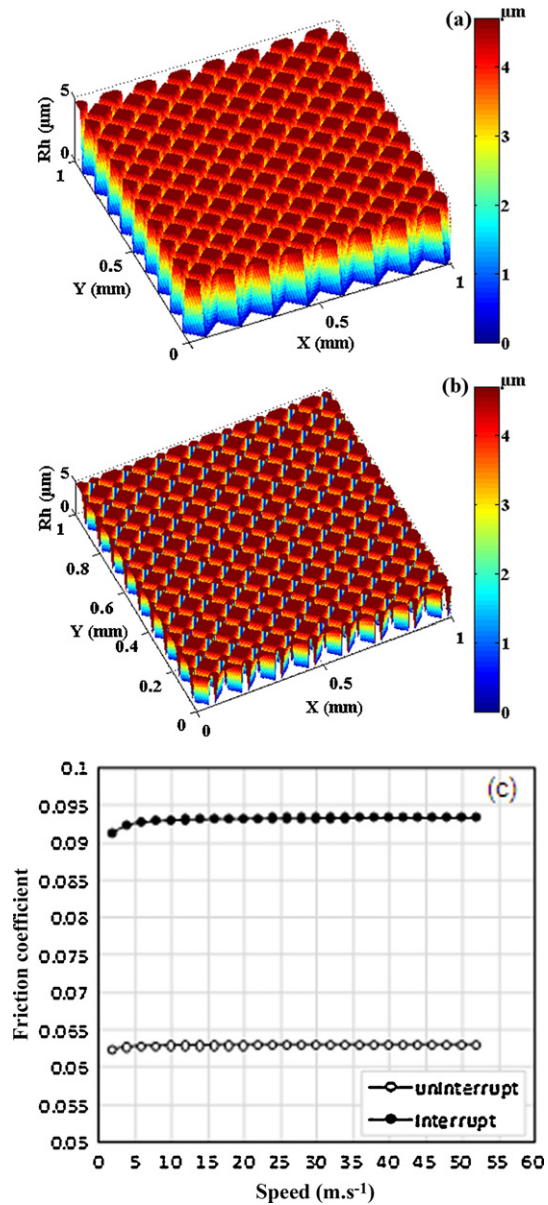 (a)
µm
Rh (µm)
5
0
1
0.5
0
Y (mm)
X (mm)
0.5
1
4
3
2
1
0
(b)
µm
Rh (µm)
5
0
1
0.8
0.6
0.4
0.2
0
Y (mm)
0
0.5
1
X (mm)
4
3
2
1
0
(c)
Friction coefficient
0.1
0.095
0.09
0.085
0.08
0.075
0.07
0.065
0.06
0.055
0.05
uninterrupt
Interrupt
0 5 10 15 20 25 30 35 40 45 50 55 60
Speed (m.s⁻¹)